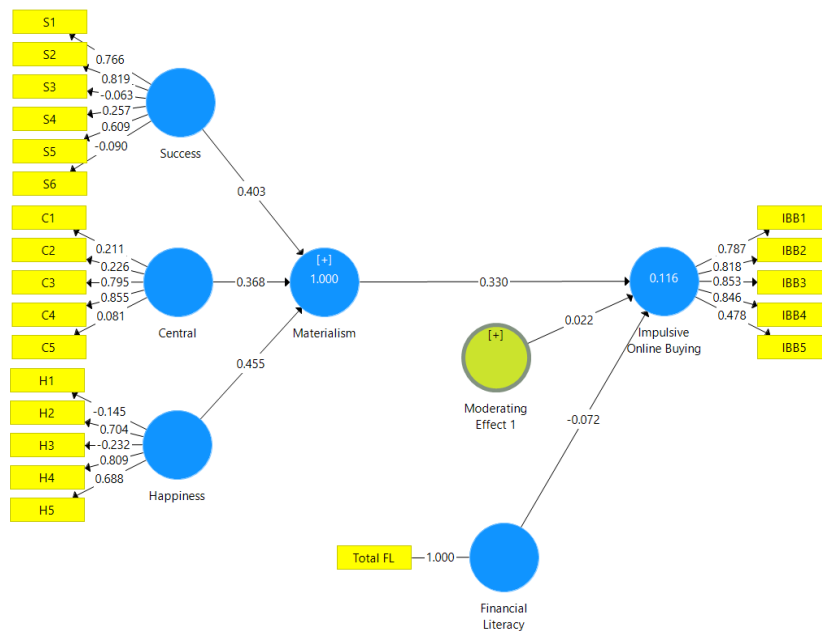 S1
S2
S3
S4
S5
S6
0.766
0.819
-0.063
0.257
0.609
-0.090
Success
0.403
C1
C2
C3
C4
C5
0.211
0.226
0.795
0.855
0.081
Central
0.368
H1
H2
H3
H4
H5
-0.145
0.704
-0.232
0.809
0.688
Happiness
0.455
[+]
1.000
Materialism
0.330
[+]
Moderating
Effect 1
0.022
Total FL
1.000
Financial
Literacy
-0.072
0.116
Impulsive
Online Buying
0.787
0.818
0.853
0.846
0.478
IBB1
IBB2
IBB3
IBB4
IBB5